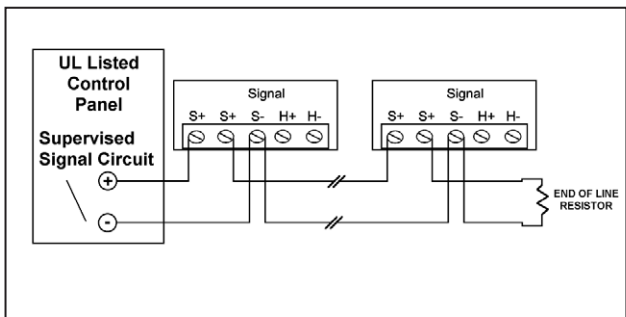 UL Listed
Control
Panel
Supervised
Signal Circuit
+
-
Signal
S+ S+ S- H+ H-
Signal
S+ S+ S- H+ H-
END OF LINE
RESISTOR